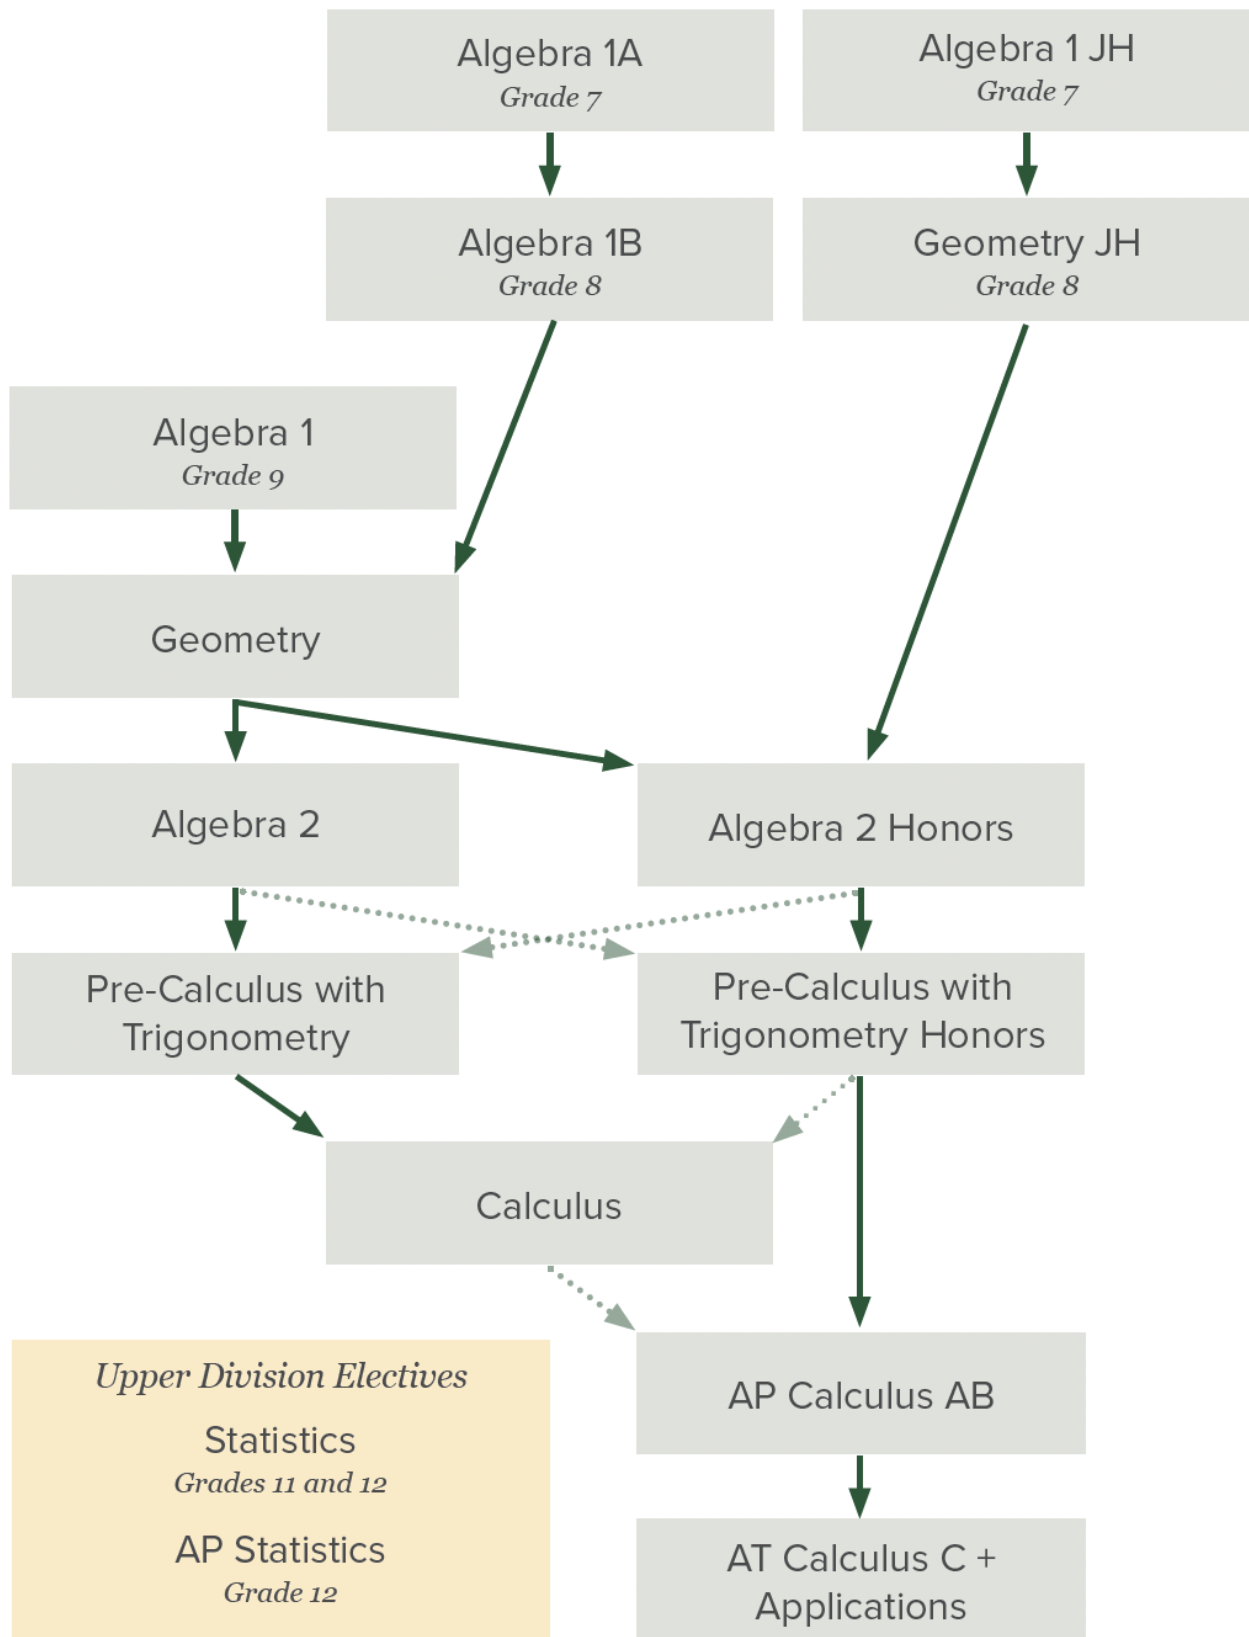 Algebra 1A
Grade 7
Algebra 1 JH
Grade 7
Algebra 1B
Grade 8
Geometry JH
Grade 8
Algebra 1
Grade 9
Geometry
Algebra 2
Algebra 2 Honors
Pre-Calculus with
Trigonometry
Pre-Calculus with
Trigonometry Honors
Calculus
Upper Division Electives
Statistics
Grades 11 and 12
AP Statistics
Grade 12
AP Calculus AB
AT Calculus C +
Applications